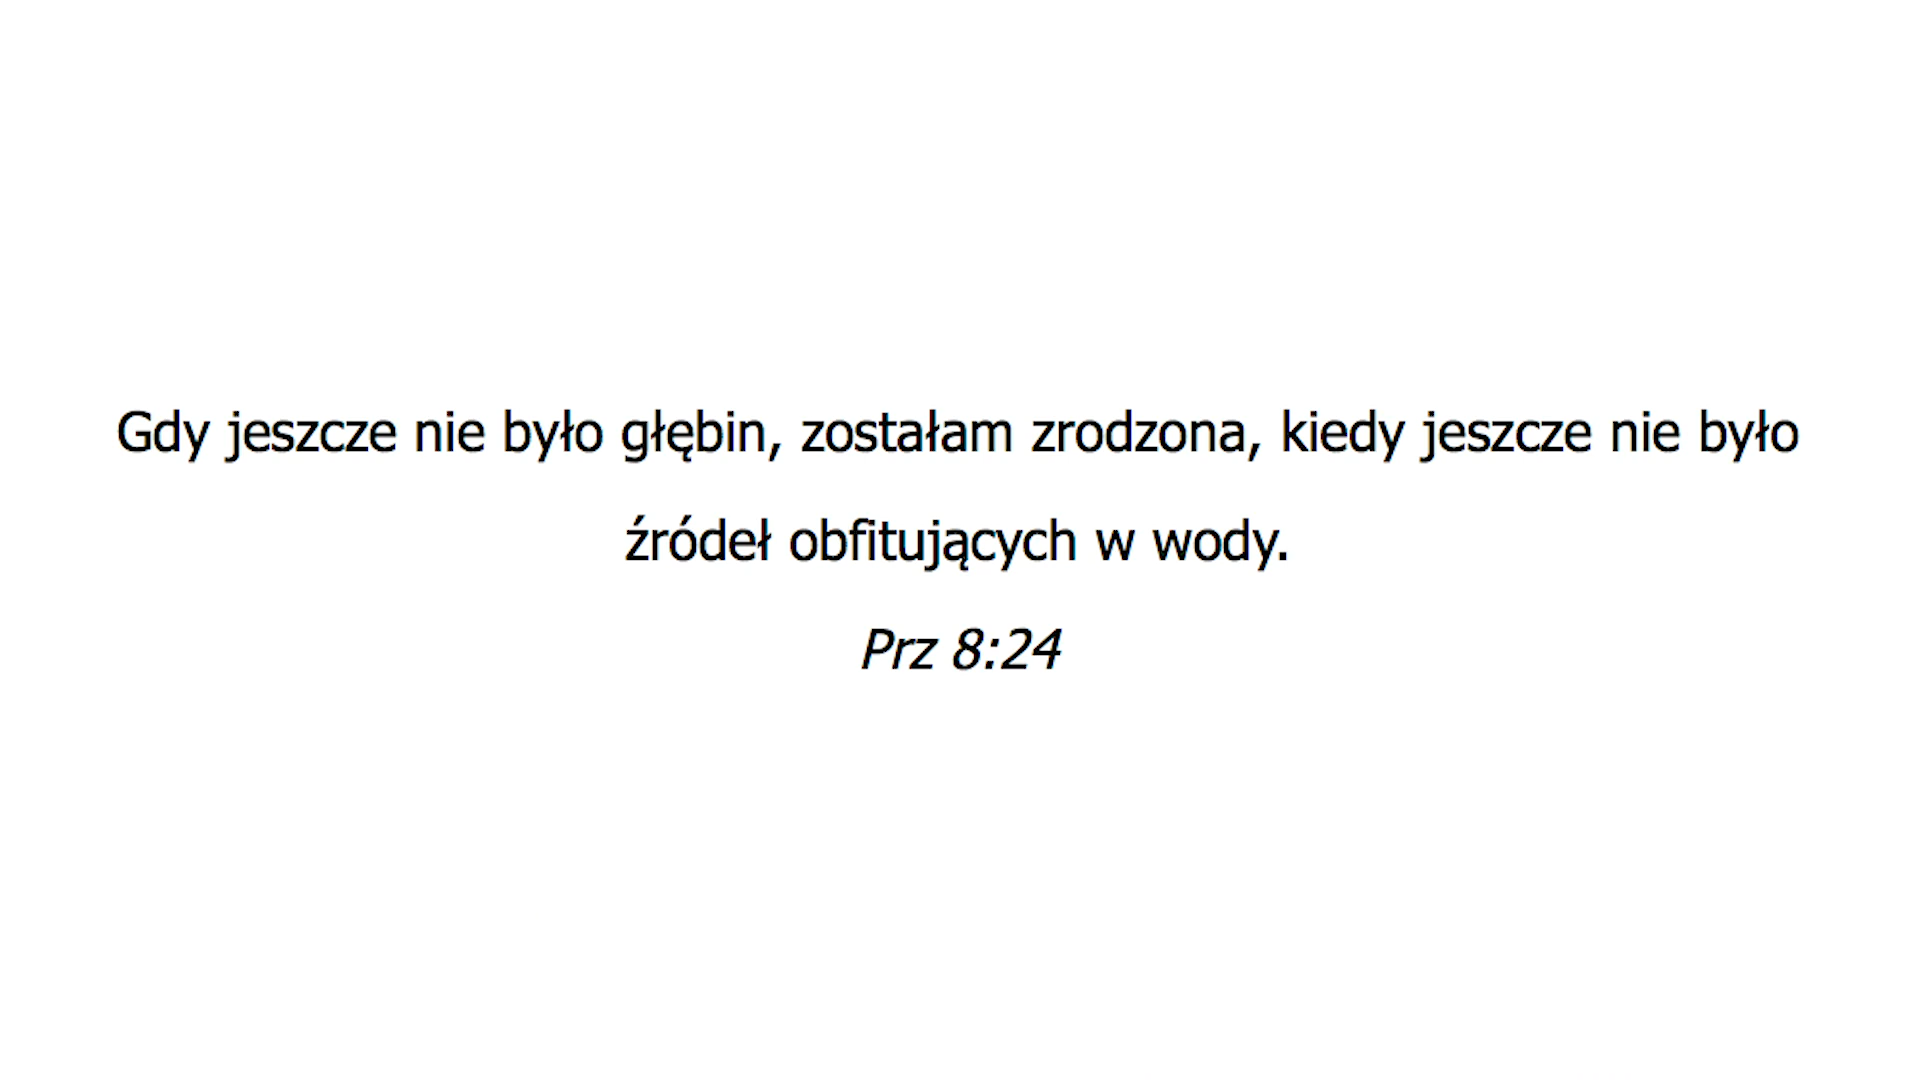 Gdy jeszcze nie było głębin, zostałam zrodzona, kiedy jeszcze nie było
źródeł obfitujących w wody.
Prz 8:24